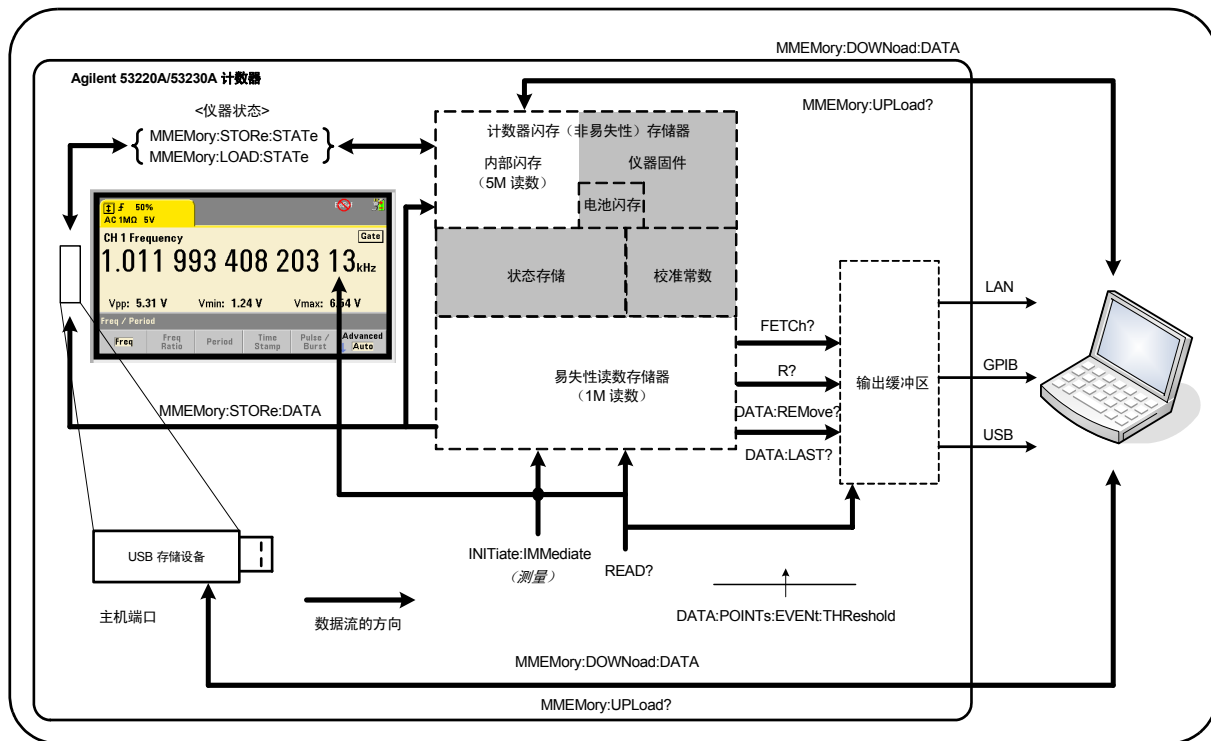 MMEMory:DOWNoad:DATA
Agilent 53220A/53230A 计数器
<仪器状态>
MMEMory:STORe:STATe
MMEMory:LOAD:STATe
MMEMory:UPLoad?
计数器闪存（非易失性）存储器
内部闪存
（5M 读数）
仪器固件
电池闪存
状态存储
校准常数
50%
AC 1MΩ 5V
CH 1 Frequency
Gate
1.011 993 408 203 13kHz
Vpp: 5.31 V
Vmin: 1.24 V
Vmax: 6.54 V
Freq / Period
Freq
Freq
Ratio
Period
Time
Stamp
Pulse /
Burst
Advanced
Auto
MMEMory:STORe:DATA
易失性读数存储器
（1M 读数）
FETCh?
R?
DATA:REMove?
DATA:LAST?
输出缓冲区
LAN
GPIB
USB
USB 存储设备
主机端口
数据流的方向
INITiate:IMMediate
（测量）
READ?
DATA:POINTs:EVENt:THReshold
MMEMory:DOWNoad:DATA
MMEMory:UPLoad?